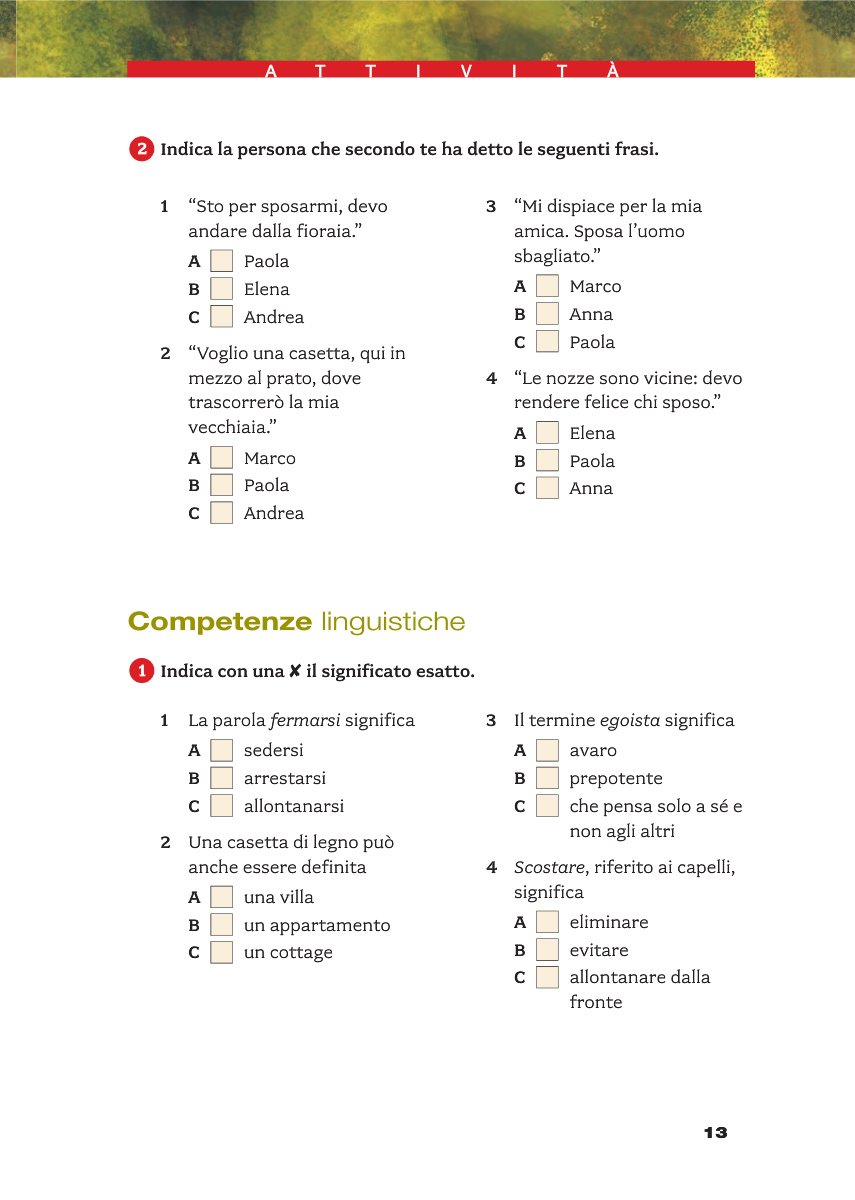 ATTIVITÀ
2 Indica la persona che secondo te ha detto le seguenti frasi.
1 “Sto per sposarmi, devo
andare dalla fioraia.”
A Paola
B Elena
C Andrea
2 “Voglio una casetta, qui in
mezzo al prato, dove
trascorrerò la mia
vecchiaia.”
A Marco
B Paola
C Andrea
3 “Mi dispiace per la mia
amica. Sposa l’uomo
sbagliato.”
A Marco
B Anna
C Paola
4 “Le nozze sono vicine: devo
rendere felice chi sposo.”
A Elena
B Paola
C Anna
Competenze linguistiche
1 Indica con una ✘ il significato esatto.
1 La parola fermarsi significa
A sedersi
B arrestarsi
C allontanarsi
2 Una casetta di legno può
anche essere definita
A una villa
B un appartamento
C un cottage
3 Il termine egoista significa
A avaro
B prepotente
C che pensa solo a sé e
non agli altri
4 Scostare, riferito ai capelli,
significa
A eliminare
B evitare
C allontanare dalla
fronte
13